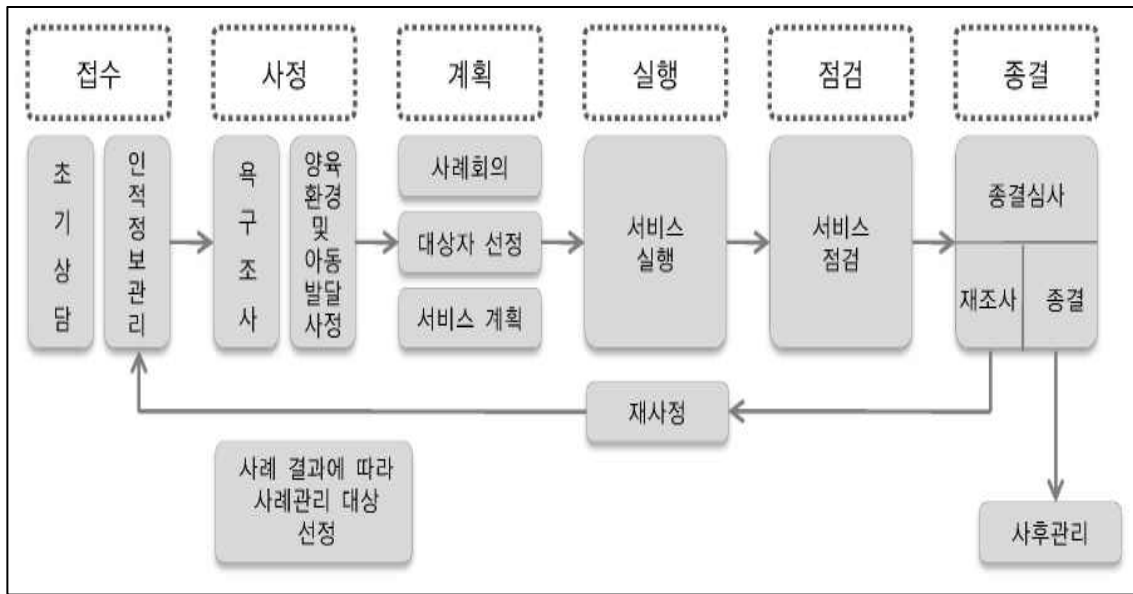 접수
사정
계획
실행
점검
종결
초기상담
인적정보관리
욕구조사
양육
환경
및
아동
발달
사정
사례회의
대상자 선정
서비스 계획
서비스
실행
서비스
점검
종결심사
재조사
종결
재사정
사례 결과에 따라
사례관리 대상
선정
사후관리